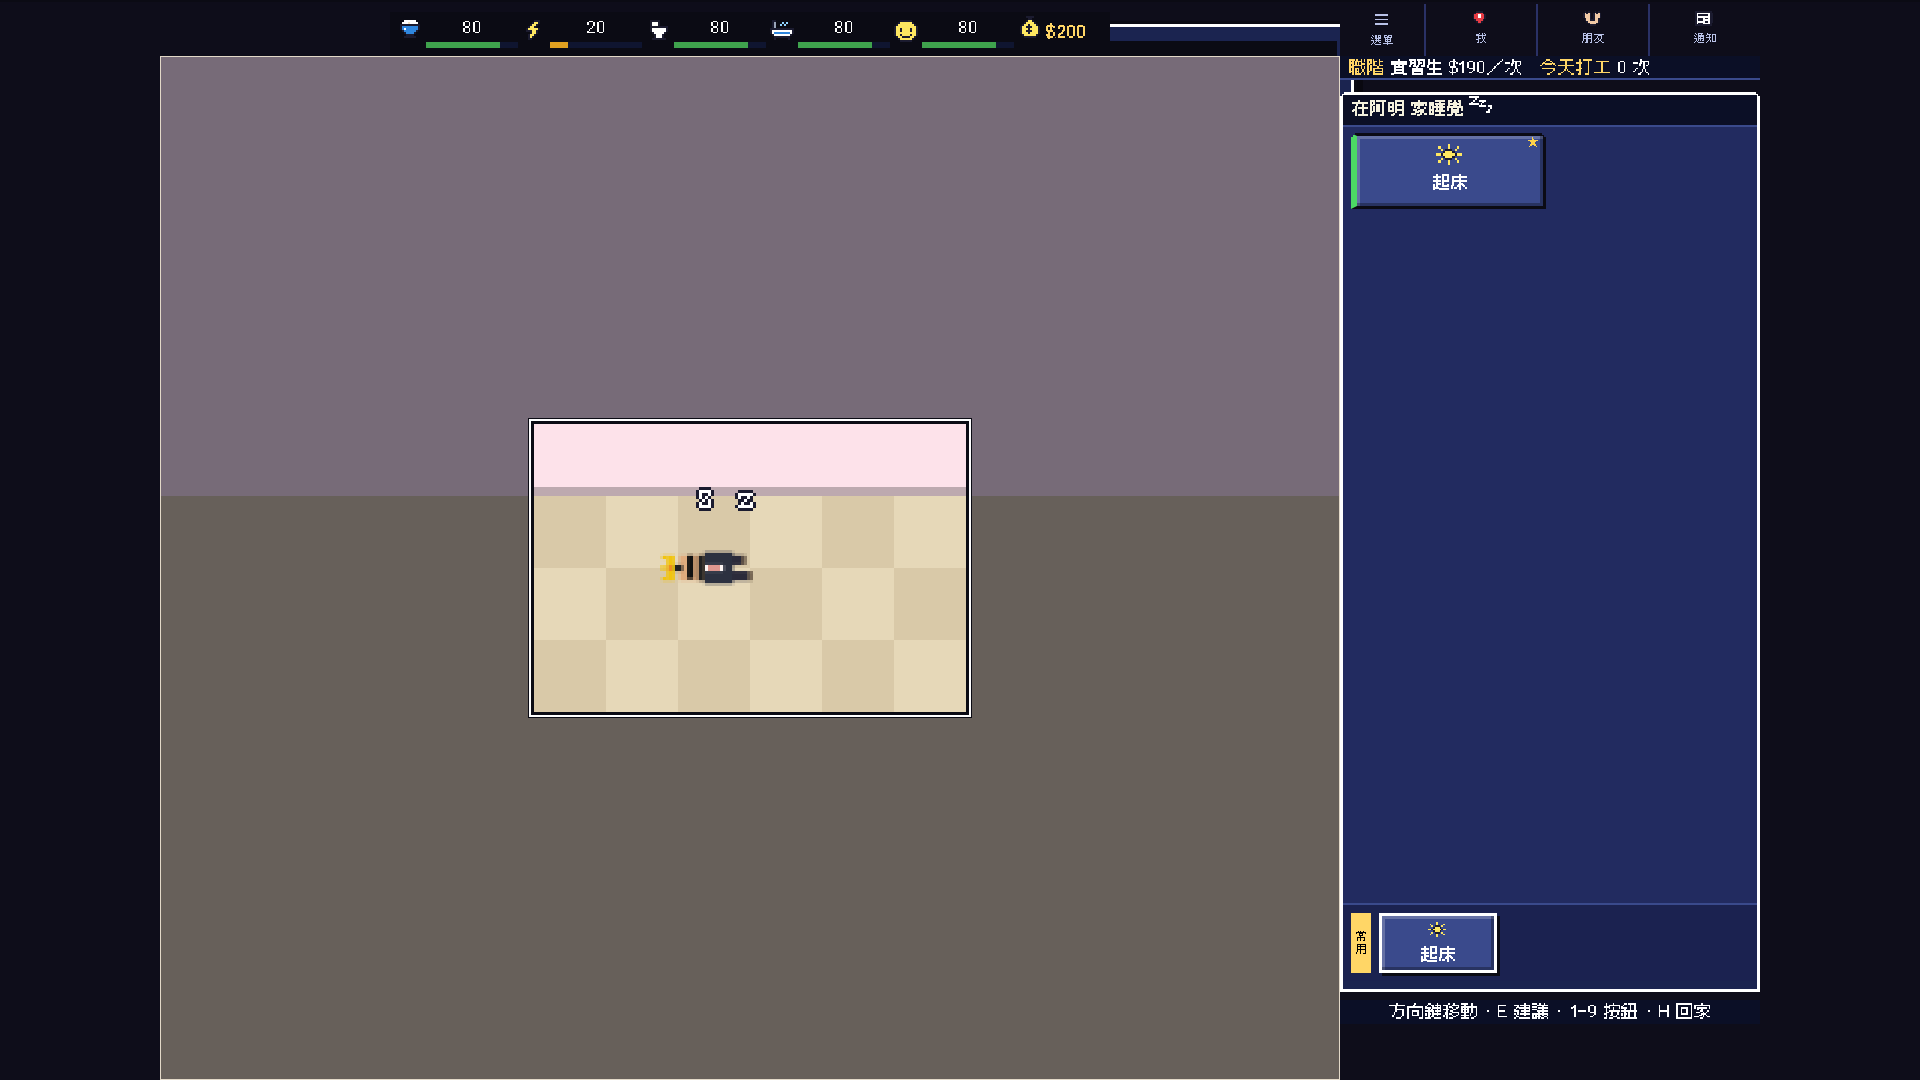 80
20
80
80
80
$200
選單
我
朋友
通知
職階 實習生 $190／次 今天打工 0 次
在阿明 家睡覺 zzz
起床
常用
起床
方向鍵移動 · E 建議 · 1-9 按鈕 · H 回家